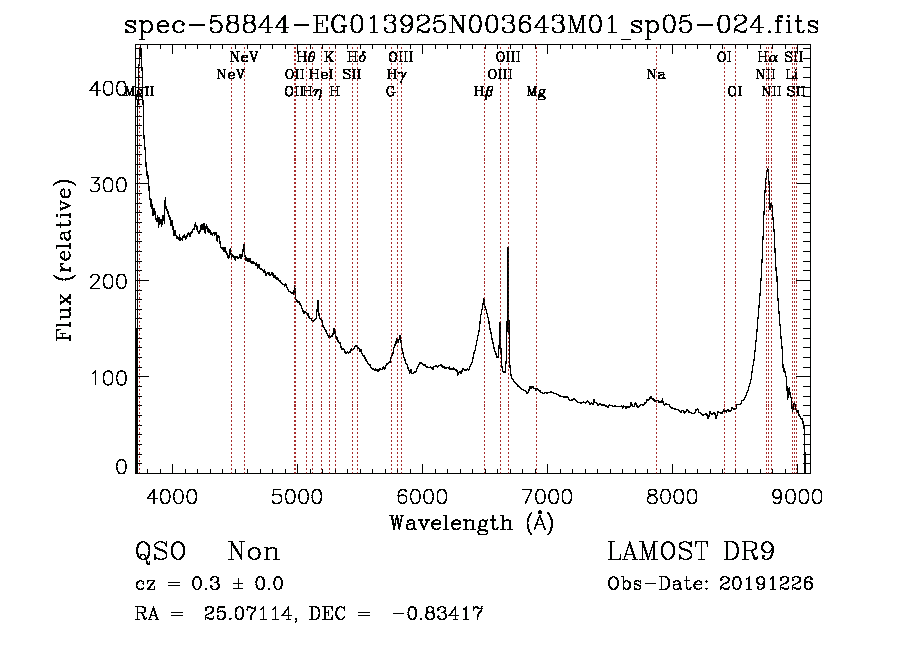 spec-58844-EG013925N003643M01_sp05-024.fits
NeV Hθ K Hδ OIII OIII OI Hα SII
NeV OII HeI SII Hγ OIII Na NII Li
MgII OII Hη H G Hβ Mg OI NII SII
400
300
200
100
0
Flux (relative)
4000 5000 6000 7000 8000 9000
Wavelength (Å)
QSO Non LAMOST DR9
cz = 0.3 ± 0.0 Obs-Date: 20191226
RA = 25.07114, DEC = -0.83417